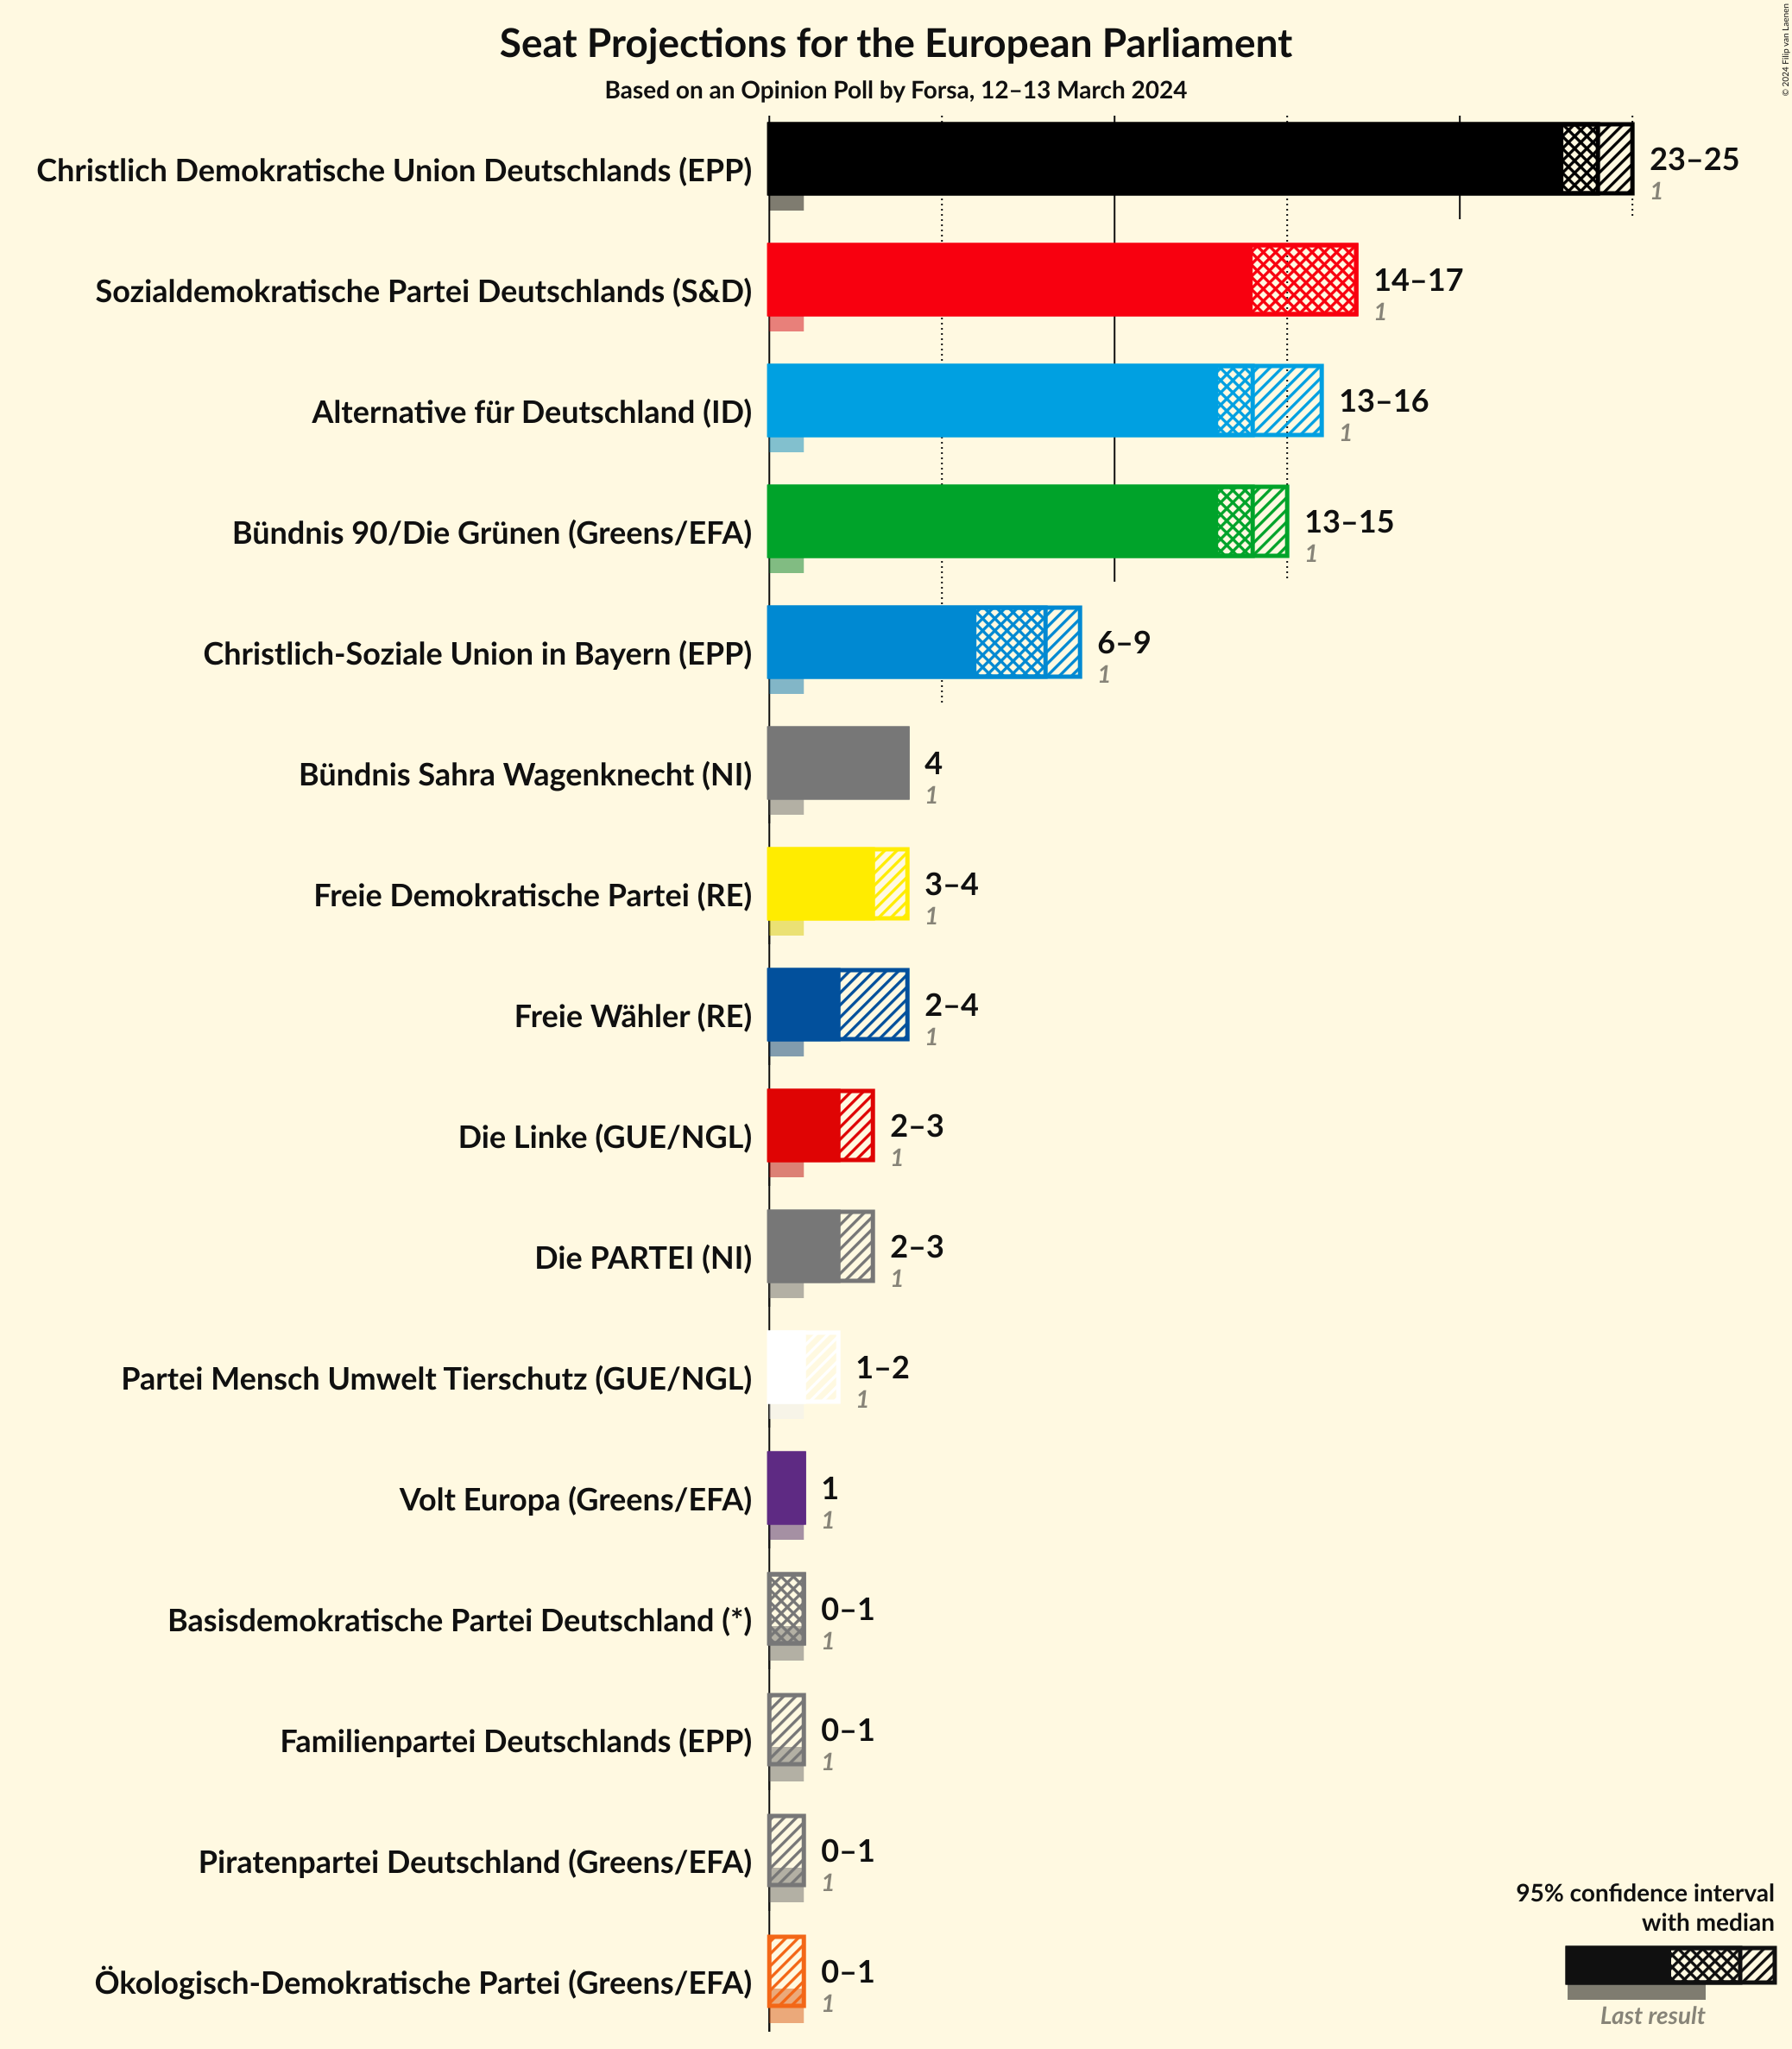 Seat Projections for the European Parliament
Based on an Opinion Poll by Forsa, 12–13 March 2024
© 2024 Filip van Laenen
Christlich Demokratische Union Deutschlands (EPP)
23–25
1
Sozialdemokratische Partei Deutschlands (S&D)
14–17
1
Alternative für Deutschland (ID)
13–16
1
Bündnis 90/Die Grünen (Greens/EFA)
13–15
1
Christlich-Soziale Union in Bayern (EPP)
6–9
1
Bündnis Sahra Wagenknecht (NI)
4
1
Freie Demokratische Partei (RE)
3–4
1
Freie Wähler (RE)
2–4
1
Die Linke (GUE/NGL)
2–3
1
Die PARTEI (NI)
2–3
1
Partei Mensch Umwelt Tierschutz (GUE/NGL)
1–2
1
Volt Europa (Greens/EFA)
1
1
Basisdemokratische Partei Deutschland (*)
0–1
1
Familienpartei Deutschlands (EPP)
0–1
1
Piratenpartei Deutschland (Greens/EFA)
0–1
1
Ökologisch-Demokratische Partei (Greens/EFA)
0–1
1
95% confidence interval
with median
Last result